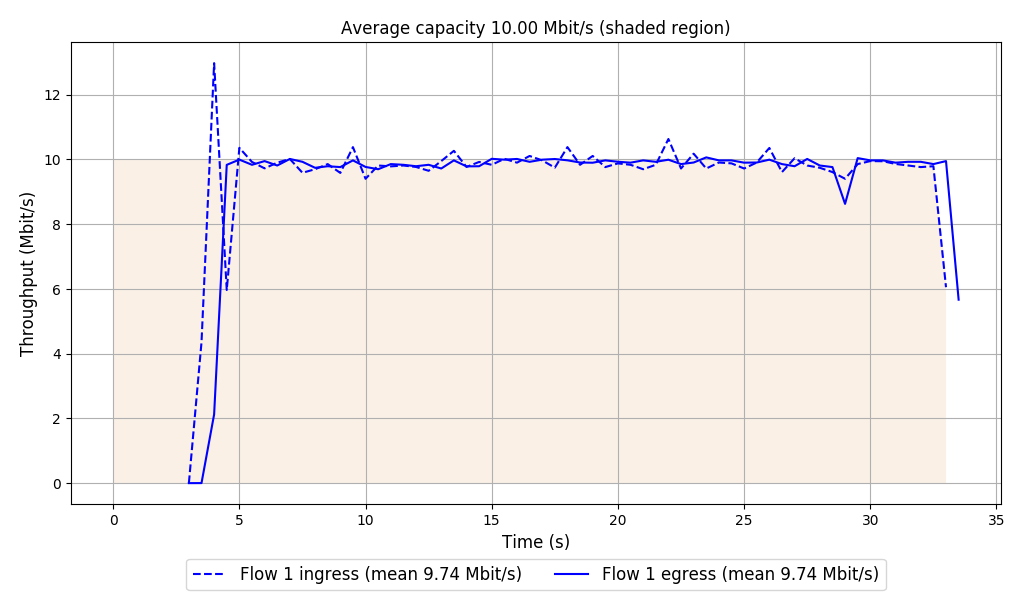 Average capacity 10.00 Mbit/s (shaded region)
Throughput (Mbit/s)
12
10
8
6
4
2
0
0 5 10 15 20 25 30 35
Time (s)
Flow 1 ingress (mean 9.74 Mbit/s) Flow 1 egress (mean 9.74 Mbit/s)